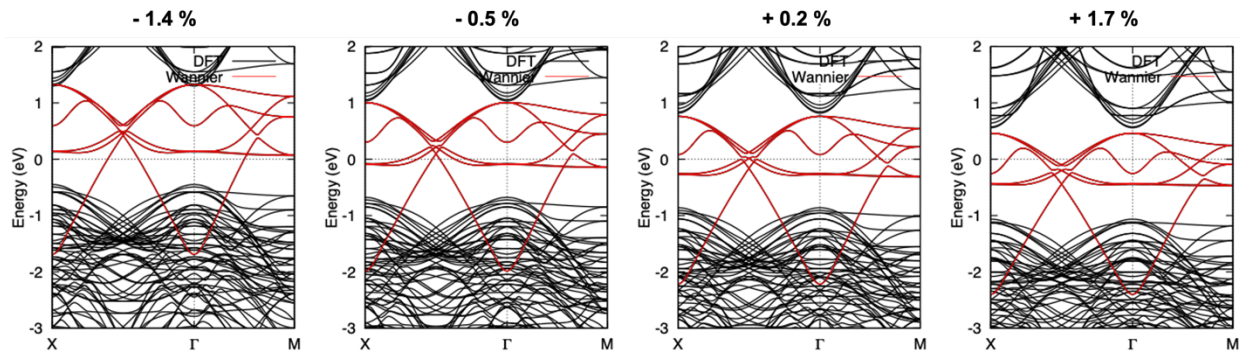 - 1.4 %
- 0.5 %
+ 0.2 %
+ 1.7 %
Energy (eV)
2
1
0
-1
-2
-3
X
Γ
M
DFT
Wannier
Energy (eV)
2
1
0
-1
-2
-3
X
Γ
M
DFT
Wannier
Energy (eV)
2
1
0
-1
-2
-3
X
Γ
M
DFT
Wannier
Energy (eV)
2
1
0
-1
-2
-3
X
Γ
M
DFT
Wannier